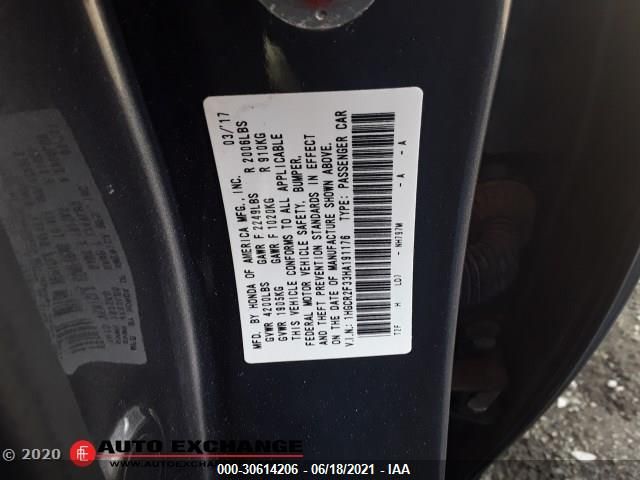 MFD. BY HONDA OF AMERICA MFG., INC. 03/17
GVWR 4200LBS GAWR F 2249LBS R 2006LBS
GVWR 1905KG GAWR F 1020KG R 910KG
THIS VEHICLE CONFORMS TO ALL APPLICABLE
FEDERAL MOTOR VEHICLE SAFETY, BUMPER,
AND THEFT PREVENTION STANDARDS IN EFFECT
ON THE DATE OF MANUFACTURE SHOWN ABOVE.
V.I.N.: 1HGCR2F33HA191176 TYPE: PASSENGER CAR
T2F H LD7 NH797M - A - A
© 2020 AUTO EXCHANGE
000-30614206 - 06/18/2021 - IAA